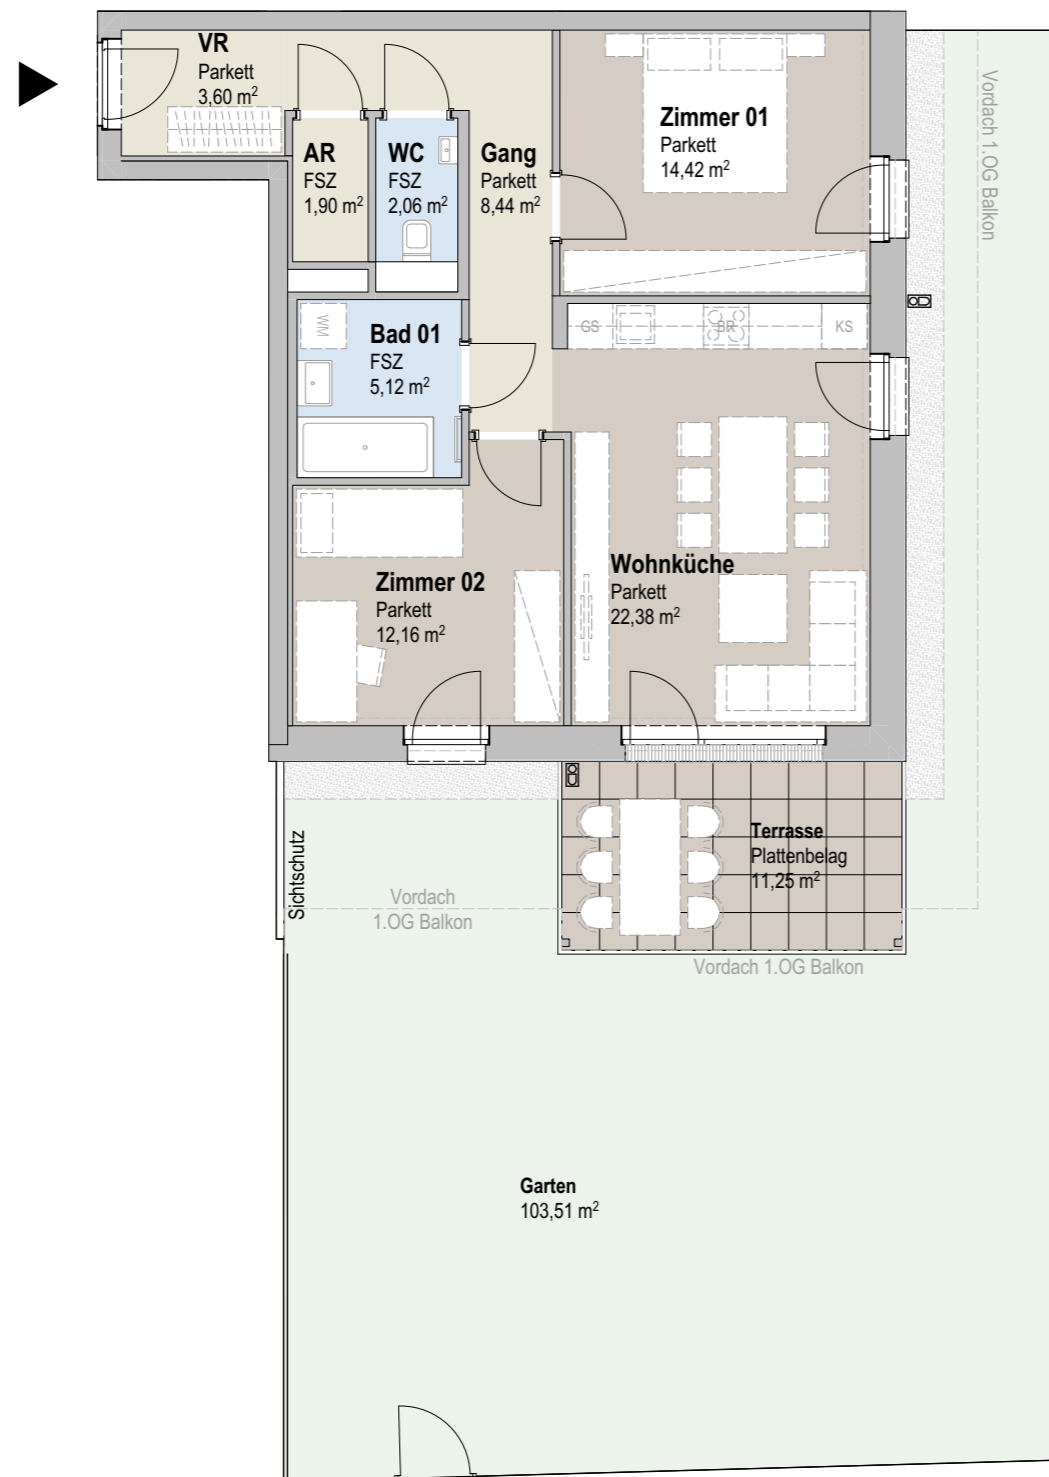 VR
Parkett
3,60 m²
AR
FSZ
1,90 m²
WC
FSZ
2,06 m²
Gang
Parkett
8,44 m²
Zimmer 01
Parkett
14,42 m²
Vordach 1.OG Balkon
WM
Bad 01
FSZ
5,12 m²
GS
BR
KS
Zimmer 02
Parkett
12,16 m²
Wohnküche
Parkett
22,38 m²
Sichtschutz
Vordach
1.OG Balkon
Terrasse
Plattenbelag
11,25 m²
Vordach 1.OG Balkon
Garten
103,51 m²